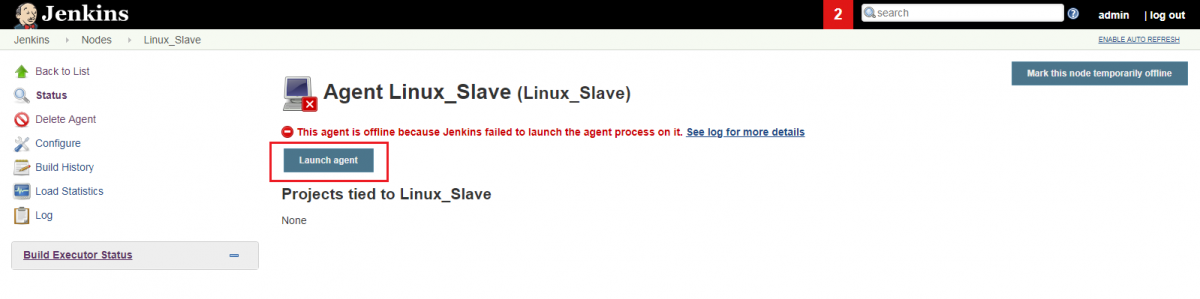 Jenkins
2
search
admin
| log out
Jenkins
Nodes
Linux_Slave
ENABLE AUTO REFRESH
Back to List
Status
Delete Agent
Configure
Build History
Load Statistics
Log
Build Executor Status
Mark this node temporarily offline
Agent Linux_Slave (Linux_Slave)
This agent is offline because Jenkins failed to launch the agent process on it. See log for more details
Launch agent
Projects tied to Linux_Slave
None